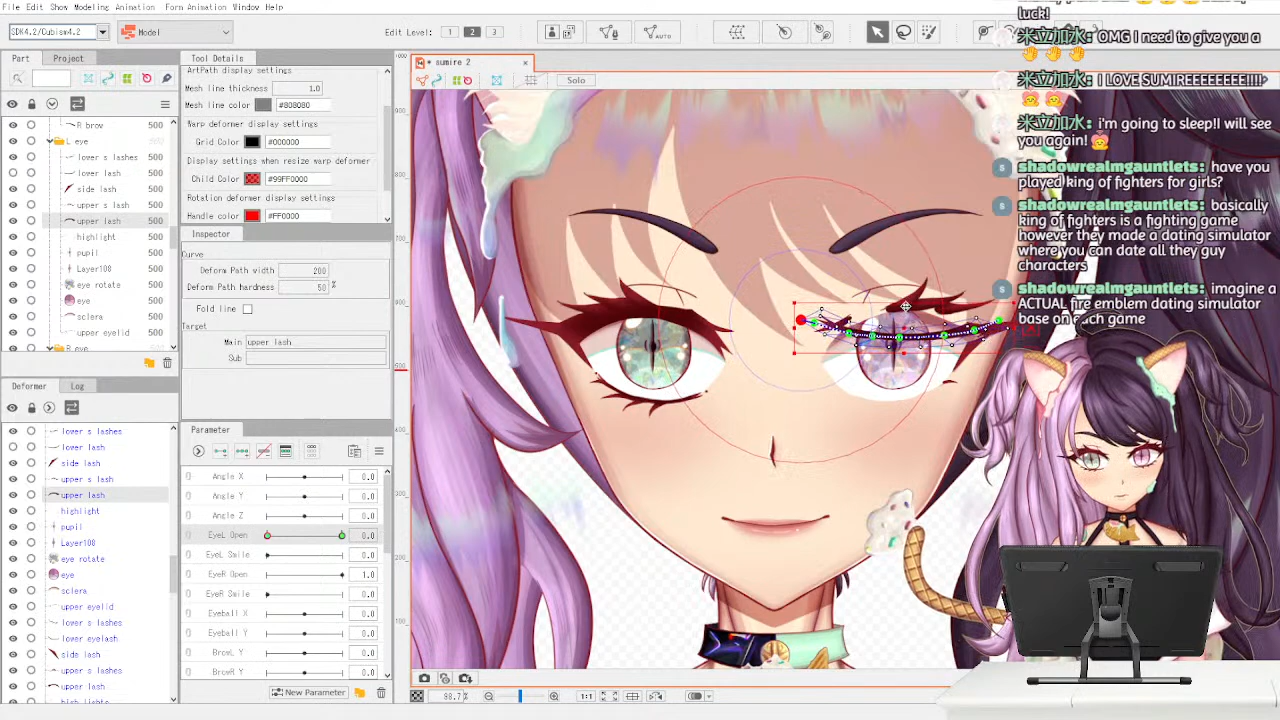 File Edit Show Modeling Animation Form Animation Window Help
SDK4.2/Cubism4.2
Model
Edit Level: 1 2 3
AUTO
Part Project
R brow 500
L eye
lower s lashes 500
lower lash 500
side lash 500
upper s lash 500
upper lash 500
highlight 500
pupil 500
Layer108 500
eye rotate 500
eye 500
sclera 500
upper eyelid 500
R eye
Deformer Log
lower s lashes
lower lash
side lash
upper s lash
upper lash
highlight
pupil
Layer108
eye rotate
eye
sclera
upper eyelid
lower s lashes
lower eyelash
side lash
upper s lashes
upper lash
Tool Details
ArtPath display settings
Mesh line thickness 1.0
Mesh line color #808080
Warp deformer display settings
Grid Color #000000
Display settings when resize warp deformer
Child Color #99FF0000
Rotation deformer display settings
Handle color #FF0000
Inspector
Curve
Deform Path width 200
Deform Path hardness 0 %
Line
Target
Sub
Parameter
Angle X 0.0
Angle Y 0.0
Angle Z 0.0
EyeL Open 0.0
EyeL Smile 0.0
EyeR Open 1.0
EyeR Smile 0.0
Eyeball X 0.0
Eyeball Y 0.0
BrowL Y 0.0
BrowR Y 0.0
New Parameter
* sumire 2
Solo
88.7%
1:1
luck!
米立加水: OMG I need to give you a
👋 👋 👋
米立加水: I LOVE SUMIREEEEEEE!!!!
米立加水: i'm going to sleep!I will see
you again!
shadowrealmgauntlets: have you
played king of fighters for girls?
shadowrealmgauntlets: basically
king of fighters is a fighting game
however they made a dating simulator
where you can date all they guy
characters
shadowrealmgauntlets: imagine a
ACTUAL fire emblem dating simulator
base on each game